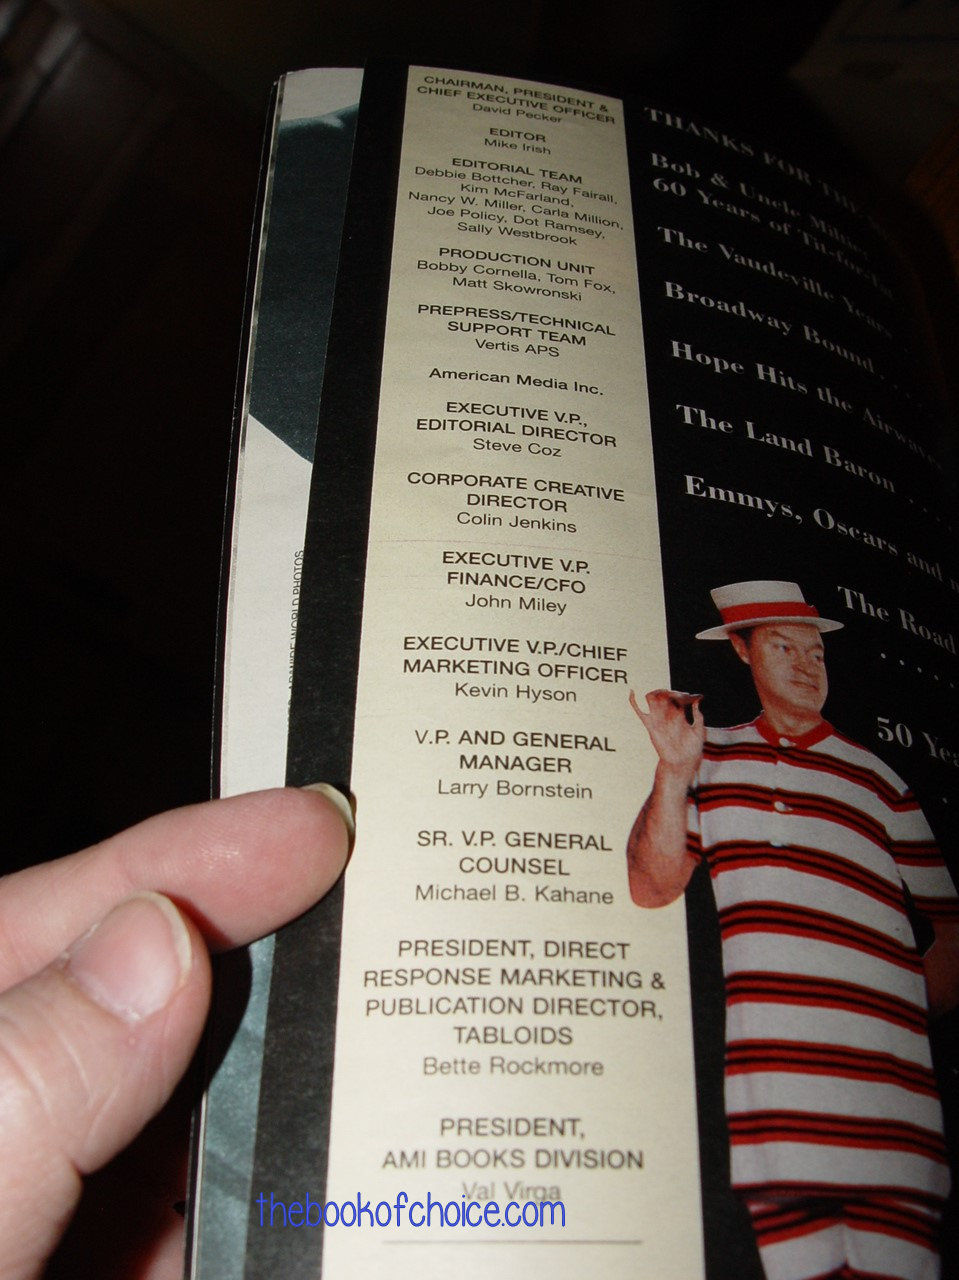 CHAIRMAN, PRESIDENT &
CHIEF EXECUTIVE OFFICER
David Pecker
EDITOR
Mike Irish
EDITORIAL TEAM
Debbie Bottcher, Ray Fairall,
Kim McFarland,
Nancy W. Miller, Carla Million,
Joe Policy, Dot Ramsey,
Sally Westbrook
PRODUCTION UNIT
Bobby Cornella, Tom Fox,
Matt Skowronski
PREPRESS/TECHNICAL
SUPPORT TEAM
Vertis APS
American Media Inc.
EXECUTIVE V.P.,
EDITORIAL DIRECTOR
Steve Coz
CORPORATE CREATIVE
DIRECTOR
Colin Jenkins
EXECUTIVE V.P.
FINANCE/CFO
John Miley
EXECUTIVE V.P./CHIEF
MARKETING OFFICER
Kevin Hyson
V.P. AND GENERAL
MANAGER
Larry Bornstein
SR. V.P. GENERAL
COUNSEL
Michael B. Kahane
PRESIDENT, DIRECT
RESPONSE MARKETING &
PUBLICATION DIRECTOR,
TABLOIDS
Bette Rockmore
PRESIDENT,
AMI BOOKS DIVISION
Val Virga
THANKS FOR THE
Bob & Uncle Miltie
60 Years of Tit-for-Tat
The Vaudeville Years
Broadway Bound . . .
Hope Hits the Airwaves
The Land Baron . . . .
Emmys, Oscars and
The Road
. . . . .
50
WORLD PHOTOS
thebookofchoice.com